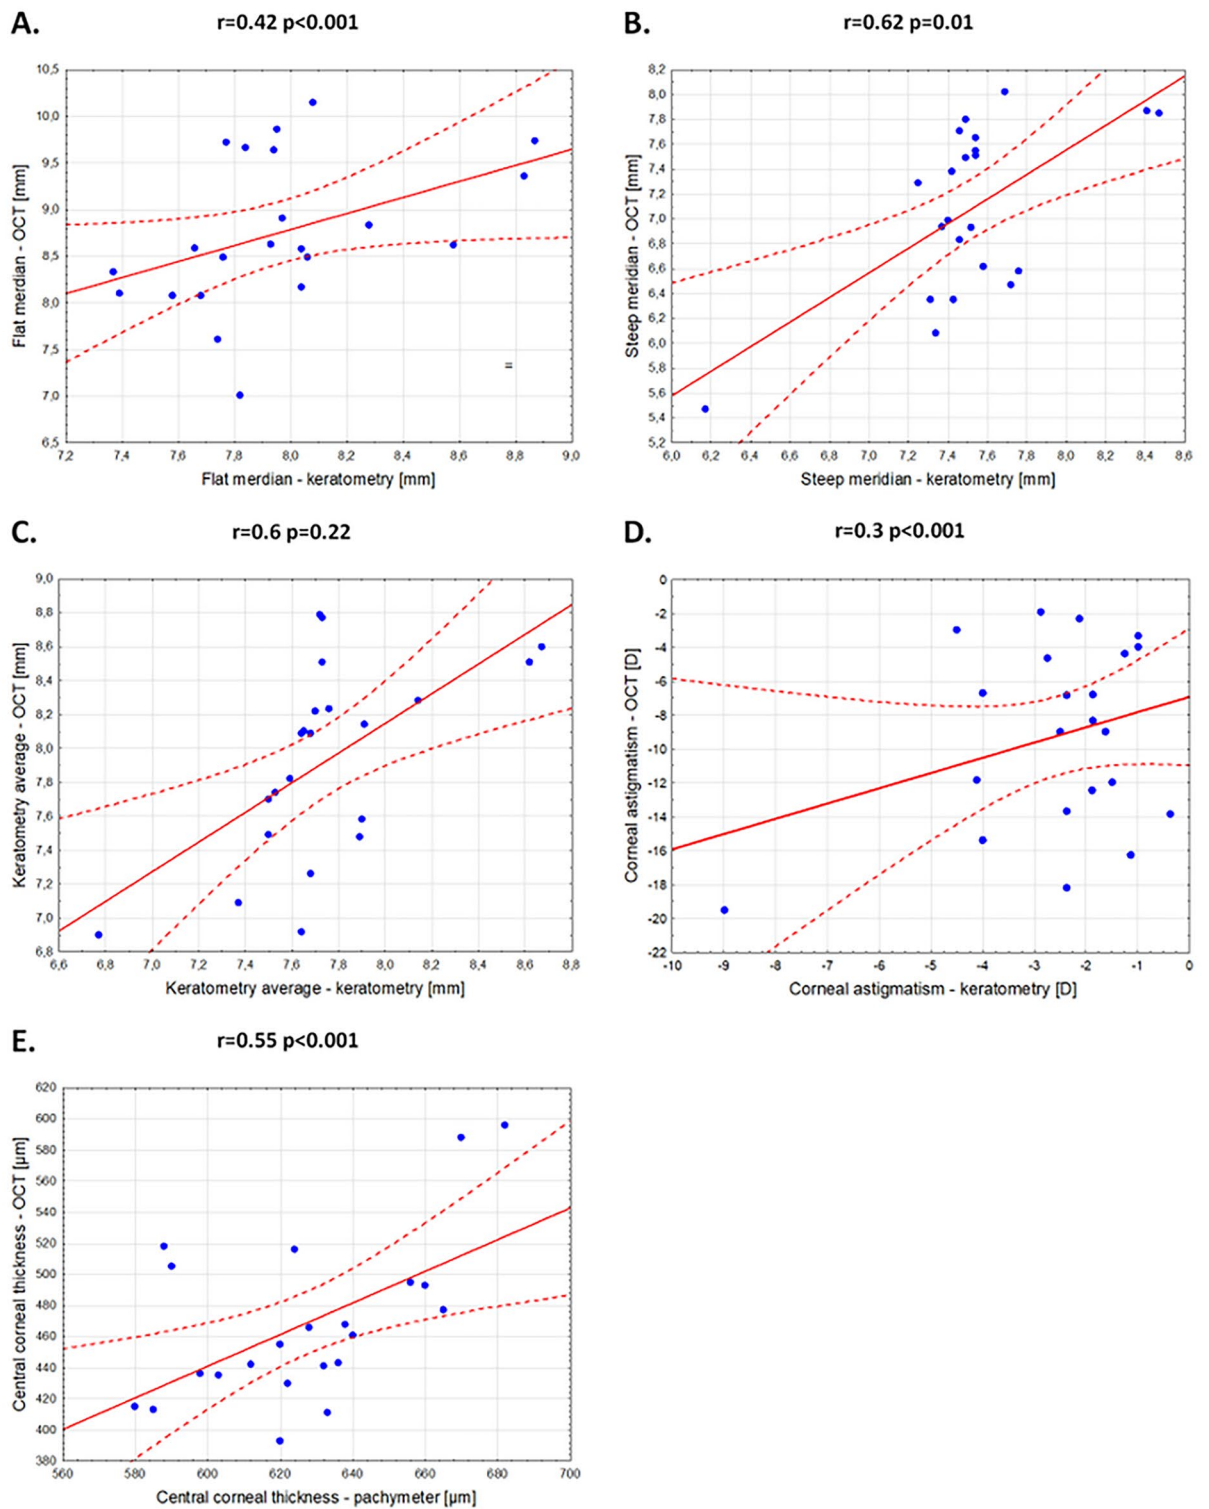 A.
r=0.42 p<0.001
10,5
10,0
9,5
9,0
8,5
8,0
7,5
7,0
6,5
Flat merdian - OCT [mm]
=
7,2 7,4 7,6 7,8 8,0 8,2 8,4 8,6 8,8 9,0
Flat merdian - keratometry [mm]
B.
r=0.62 p=0.01
8,2
8,0
7,8
7,6
7,4
7,2
7,0
6,8
6,6
6,4
6,2
6,0
5,8
5,6
5,4
5,2
Steep meridian - OCT [mm]
6,0 6,2 6,4 6,6 6,8 7,0 7,2 7,4 7,6 7,8 8,0 8,2 8,4 8,6
Steep meridian - keratometry [mm]
C.
r=0.6 p=0.22
9,0
8,8
8,6
8,4
8,2
8,0
7,8
7,6
7,4
7,2
7,0
6,8
Keratometry average - OCT [mm]
6,6 6,8 7,0 7,2 7,4 7,6 7,8 8,0 8,2 8,4 8,6 8,8
Keratometry average - keratometry [mm]
D.
r=0.3 p<0.001
0
-2
-4
-6
-8
-10
-12
-14
-16
-18
-20
-22
Corneal astigmatism - OCT [D]
-10 -9 -8 -7 -6 -5 -4 -3 -2 -1 0
Corneal astigmatism - keratometry [D]
E.
r=0.55 p<0.001
620
600
580
560
540
520
500
480
460
440
420
400
380
Central corneal thickness - OCT [µm]
560 580 600 620 640 660 680 700
Central corneal thickness - pachymeter [µm]